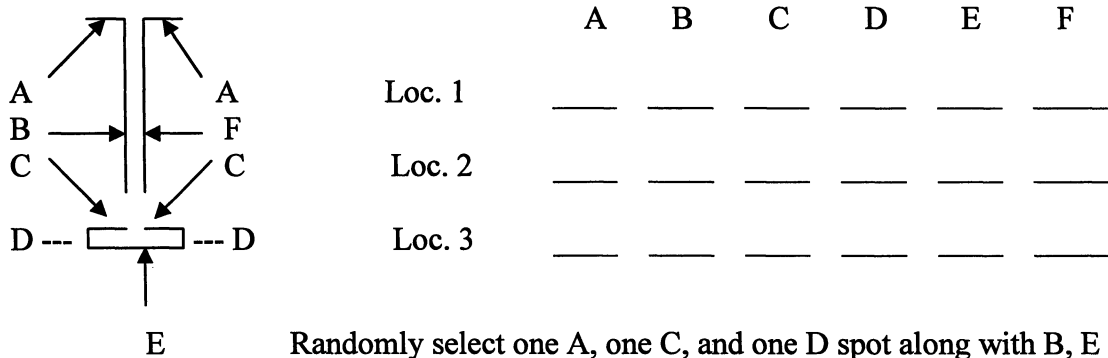 A B C D E F
A A Loc. 1
B F
C C Loc. 2
D --- --- D Loc. 3
E Randomly select one A, one C, and one D spot along with B, E